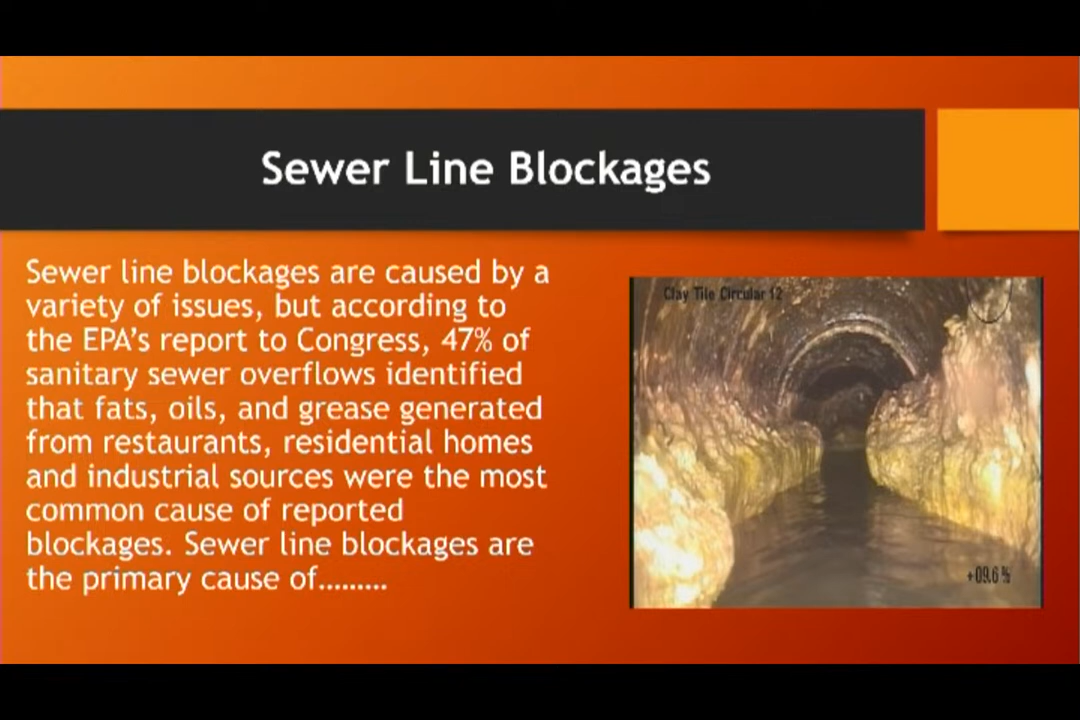 Sewer Line Blockages
Sewer line blockages are caused by a
variety of issues, but according to
the EPA's report to Congress, 47% of
sanitary sewer overflows identified
that fats, oils, and grease generated
from restaurants, residential homes
and industrial sources were the most
common cause of reported
blockages. Sewer line blockages are
the primary cause of.........
Clay Tile Circular 12
+09.6 %